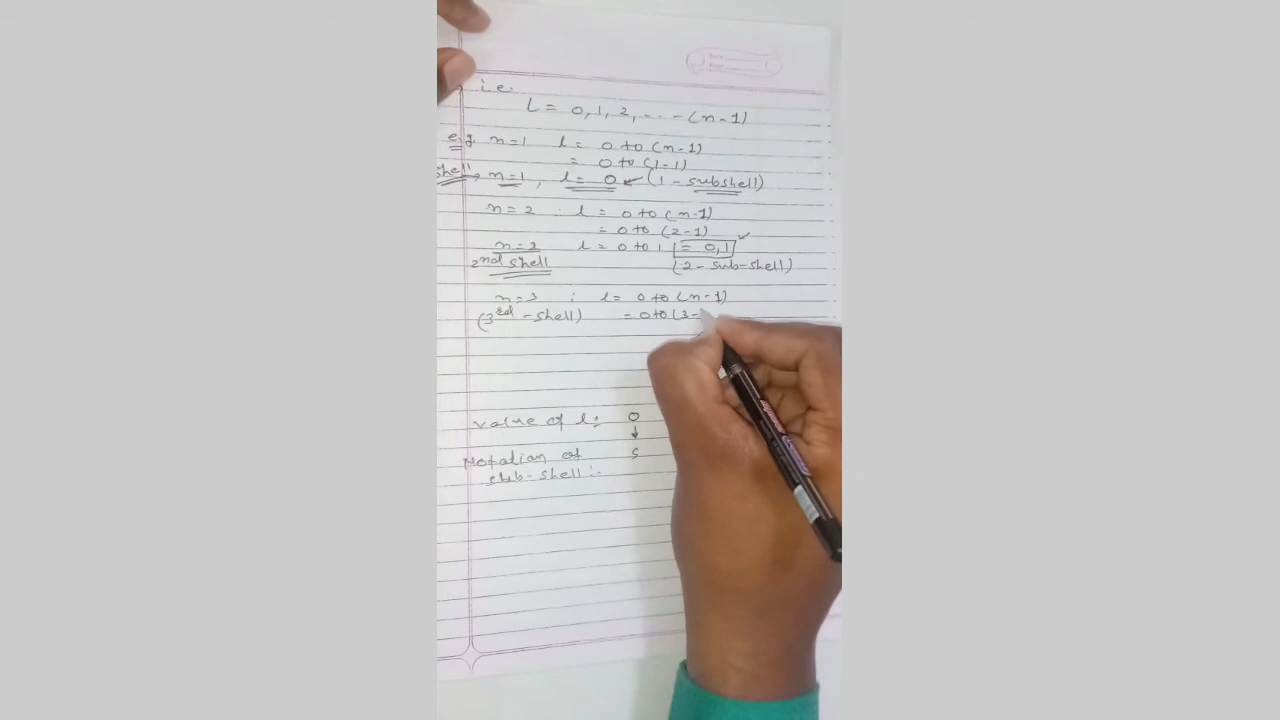 i.e.
L = 0, 1, 2, ... - (n-1)
e.g. n=1 l = 0 to (n-1)
= 0 to (1-1)
shell, n=1, l = 0 ✓ (1 - subshell)
n=2 : l = 0 to (n-1)
= 0 to (2-1)
n=2 l = 0 to 1 = 0,1 ✓
2nd shell (2 - sub-shell)
n=3 ; l = 0 to (n-1)
(3rd - shell) = 0 to (3-
value of l: 0
↓
Notation of s
sub-shell :-